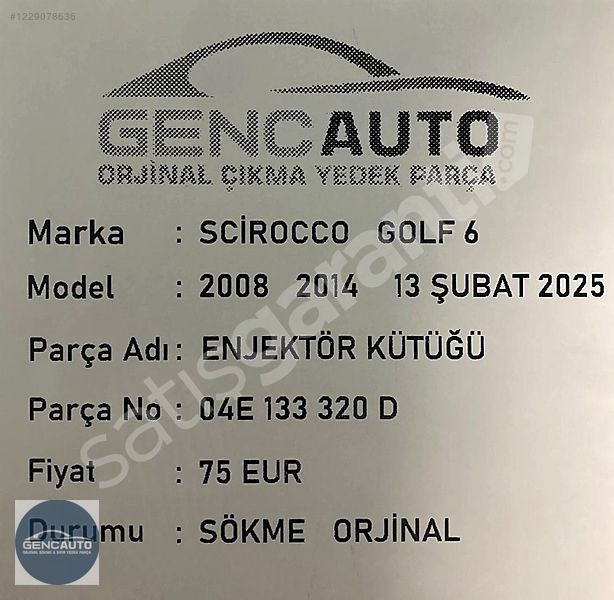 #1229078636
GENCAUTO
ORJİNAL ÇIKMA YEDEK PARÇA
satışgaranti.com
Marka : SCİROCCO GOLF 6
Model : 2008 2014 13 ŞUBAT 2025
Parça Adı : ENJEKTÖR KÜTÜĞÜ
Parça No : 04E 133 320 D
Fiyat : 75 EUR
Durumu : SÖKME ORJİNAL
GENCAUTO